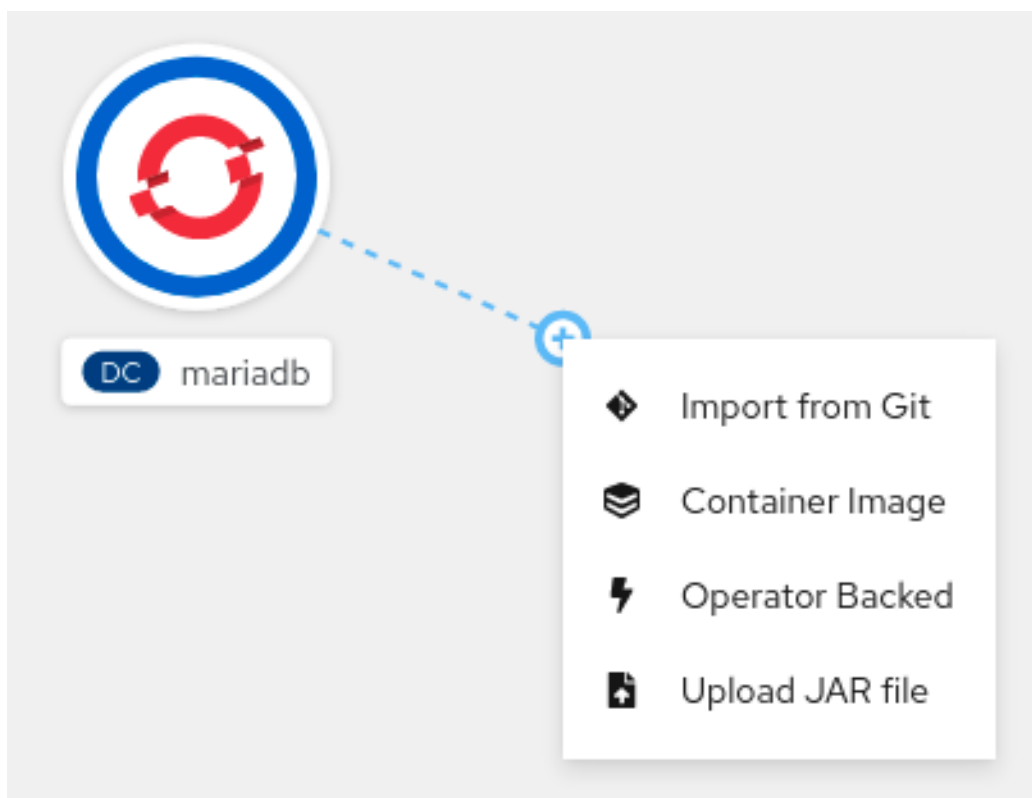 DC mariadb
Import from Git
Container Image
Operator Backed
Upload JAR file